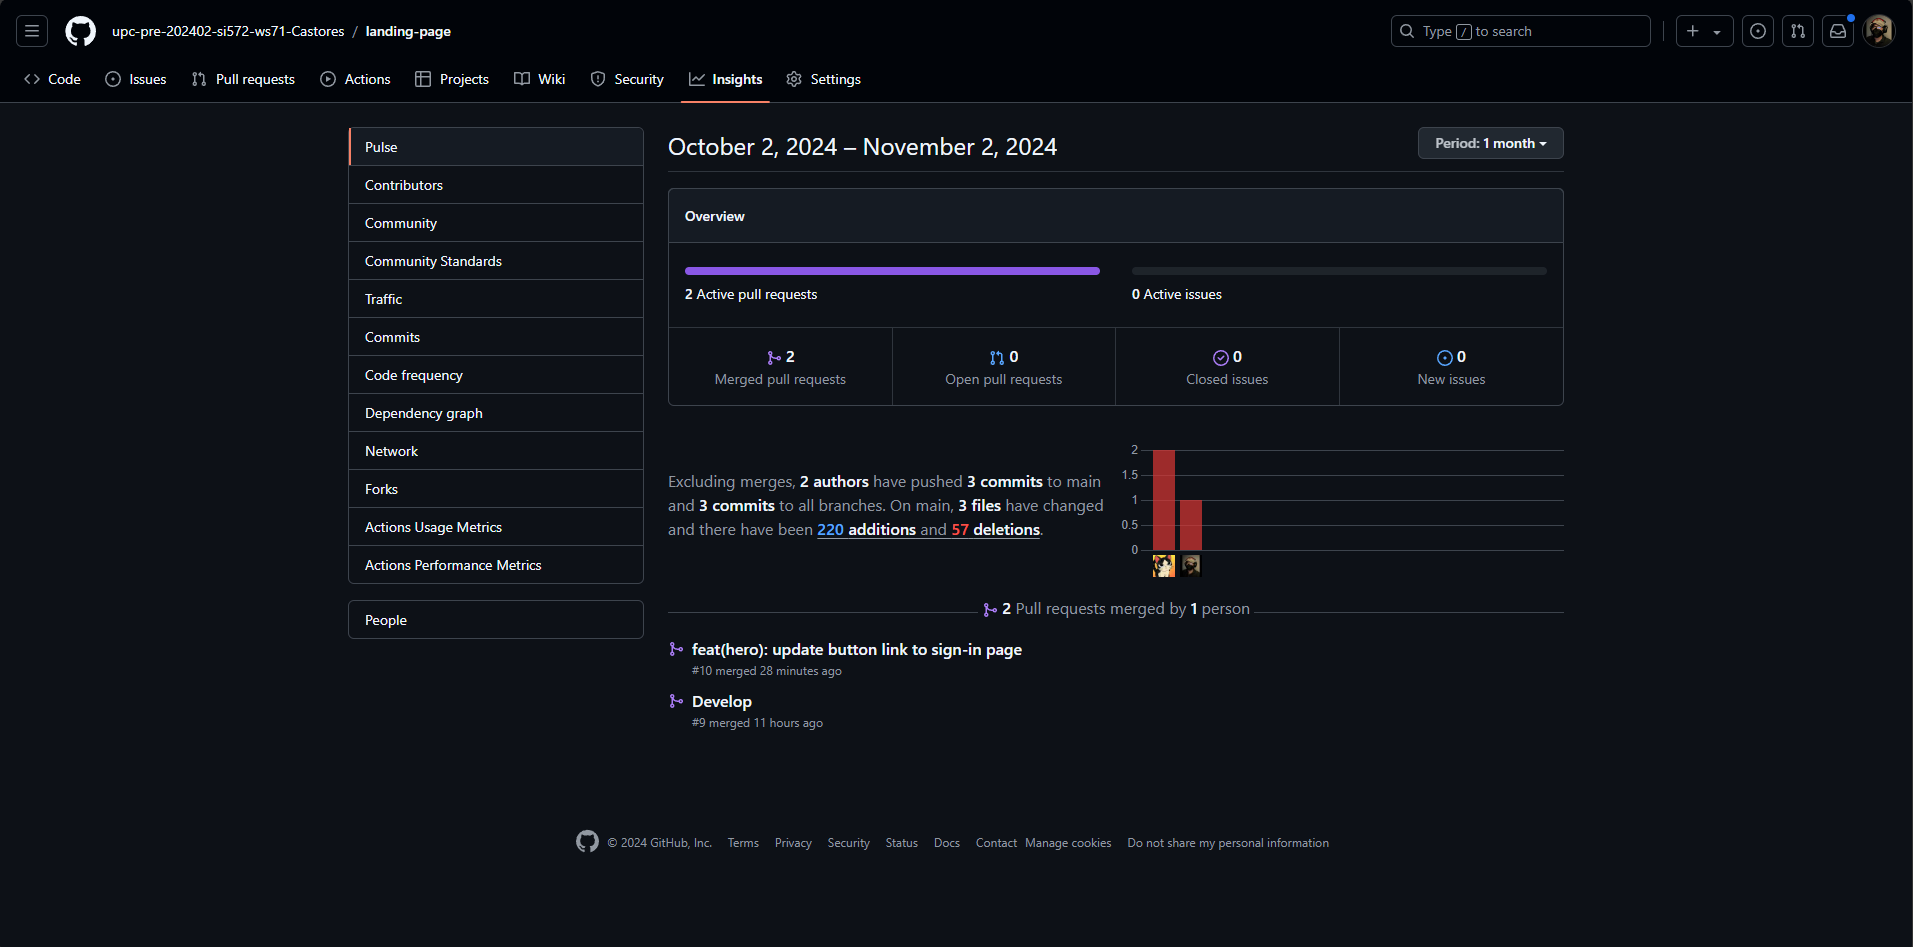 upc-pre-202402-si572-ws71-Castores / landing-page
Type / to search
Code Issues Pull requests Actions Projects Wiki Security Insights Settings
Pulse
Contributors
Community
Community Standards
Traffic
Commits
Code frequency
Dependency graph
Network
Forks
Actions Usage Metrics
Actions Performance Metrics
People
October 2, 2024 – November 2, 2024
Period: 1 month
Overview
2 Active pull requests
0 Active issues
2
Merged pull requests
0
Open pull requests
0
Closed issues
0
New issues
Excluding merges, 2 authors have pushed 3 commits to main
and 3 commits to all branches. On main, 3 files have changed
and there have been 220 additions and 57 deletions.
2
1.5
1
0.5
0
2 Pull requests merged by 1 person
feat(hero): update button link to sign-in page
#10 merged 28 minutes ago
Develop
#9 merged 11 hours ago
© 2024 GitHub, Inc. Terms Privacy Security Status Docs Contact Manage cookies Do not share my personal information